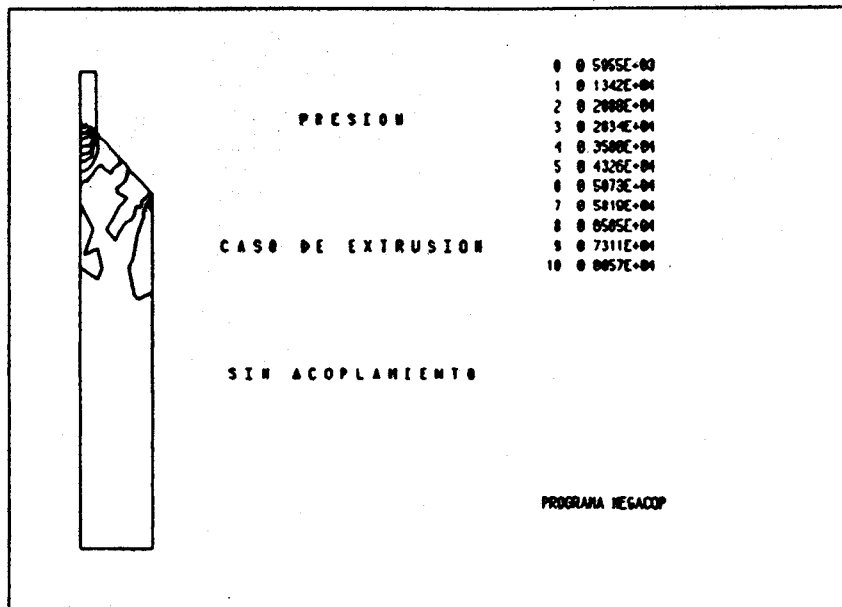 PRESION
CASO DE EXTRUSION
SIN ACOPLAMIENTO
0 0.5955E+03
1 0.1342E+04
2 0.2088E+04
3 0.2834E+04
4 0.3580E+04
5 0.4326E+04
6 0.5073E+04
7 0.5819E+04
8 0.6565E+04
9 0.7311E+04
10 0.8057E+04
PROGRAMA